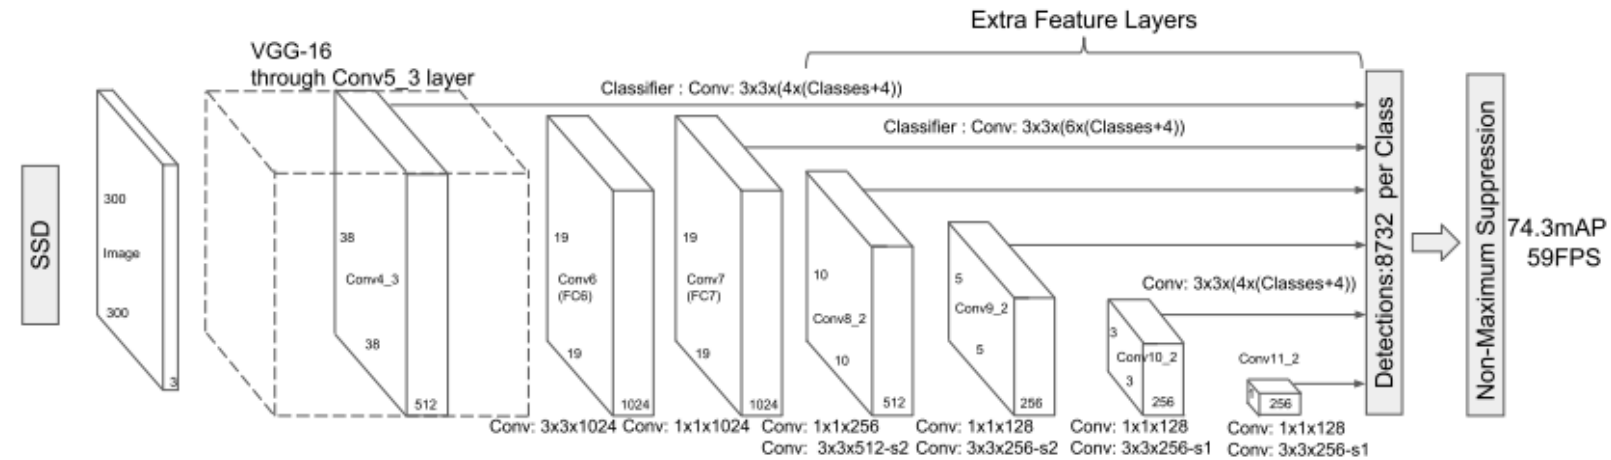 Extra Feature Layers
VGG-16
through Conv5_3 layer
Classifier : Conv: 3x3x(4x(Classes+4))
Classifier : Conv: 3x3x(6x(Classes+4))
SSD
300
Image
300
3
38
Conv4_3
38
512
19
Conv6
(FC6)
19
1024
19
Conv7
(FC7)
19
1024
10
Conv8_2
10
512
5
Conv9_2
5
256
Conv: 3x3x(4x(Classes+4))
3
Conv10_2
3
256
Conv11_2
256
Detections:8732 per Class
Non-Maximum Suppression
74.3mAP
59FPS
Conv: 3x3x1024
Conv: 1x1x1024
Conv: 1x1x256
Conv: 3x3x512-s2
Conv: 1x1x128
Conv: 3x3x256-s2
Conv: 1x1x128
Conv: 3x3x256-s1
Conv: 1x1x128
Conv: 3x3x256-s1